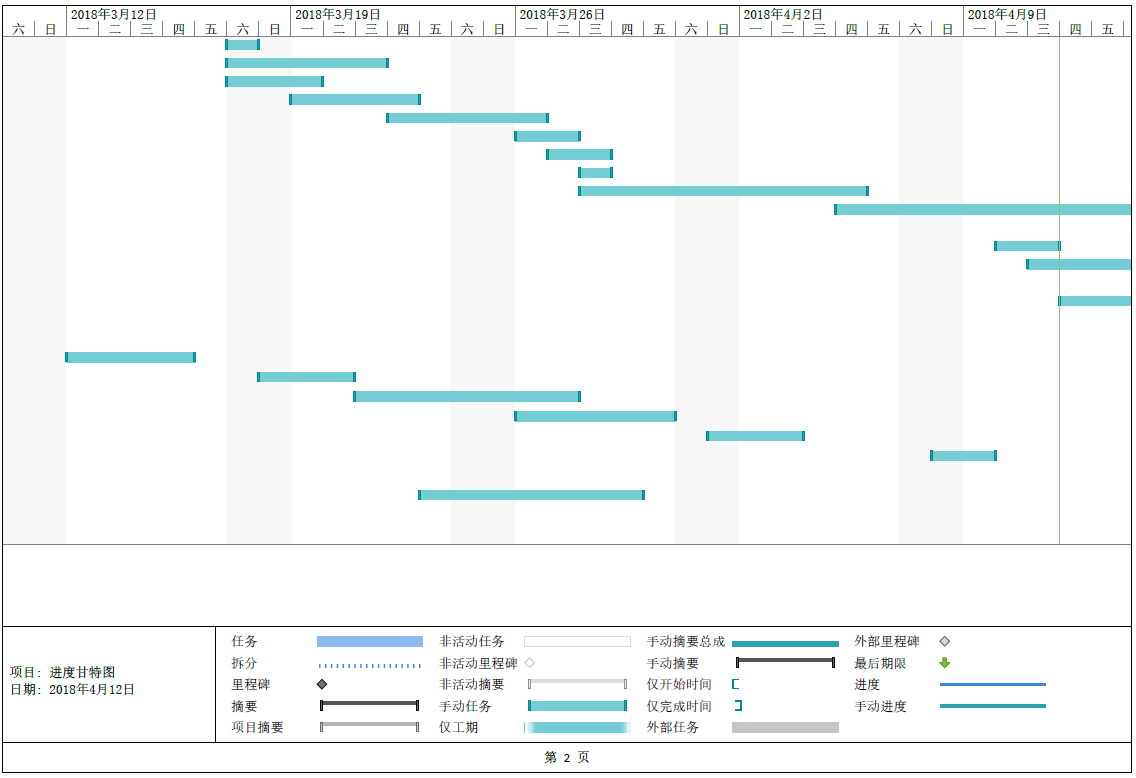 2018年3月12日 2018年3月19日 2018年3月26日 2018年4月2日 2018年4月9日
六 日 一 二 三 四 五 六 日 一 二 三 四 五 六 日 一 二 三 四 五 六 日 一 二 三 四 五 六 日 一 二 三 四 五
项目: 进度甘特图
日期: 2018年4月12日
任务
拆分
里程碑
摘要
项目摘要
非活动任务
非活动里程碑
非活动摘要
手动任务
仅工期
手动摘要总成
手动摘要
仅开始时间
仅完成时间
外部任务
外部里程碑
最后期限
进度
手动进度
第 2 页